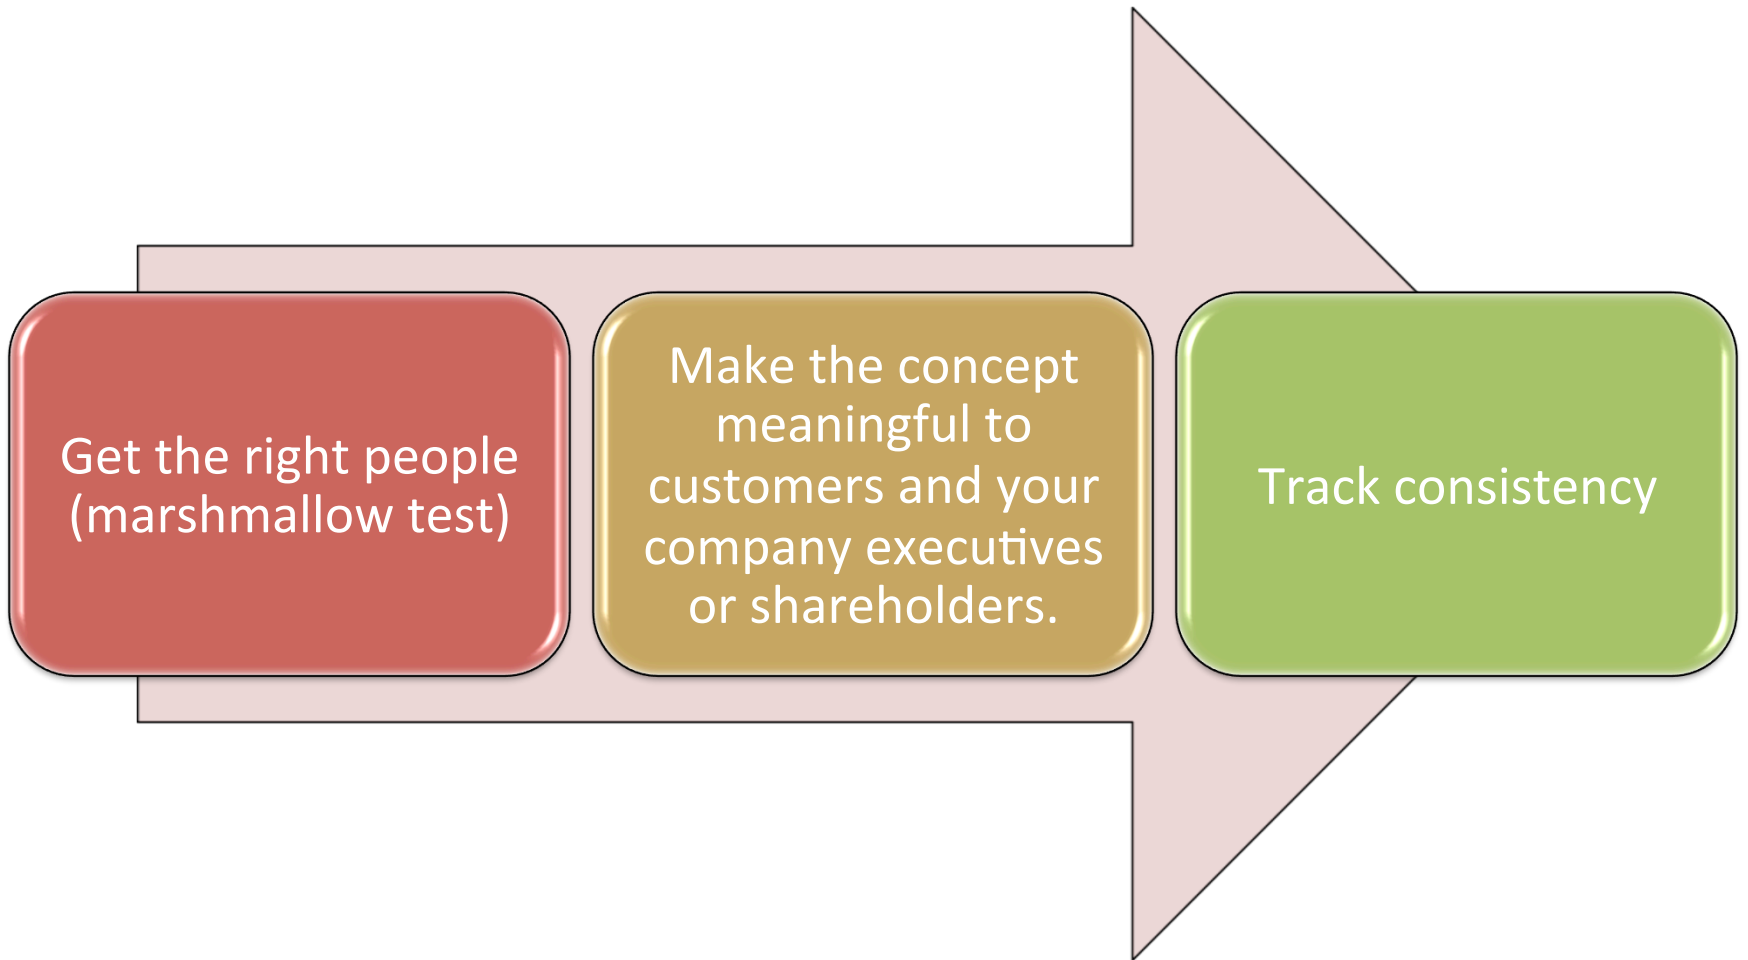 Get the right people
(marshmallow test)
Make the concept
meaningful to
customers and your
company executives
or shareholders.
Track consistency